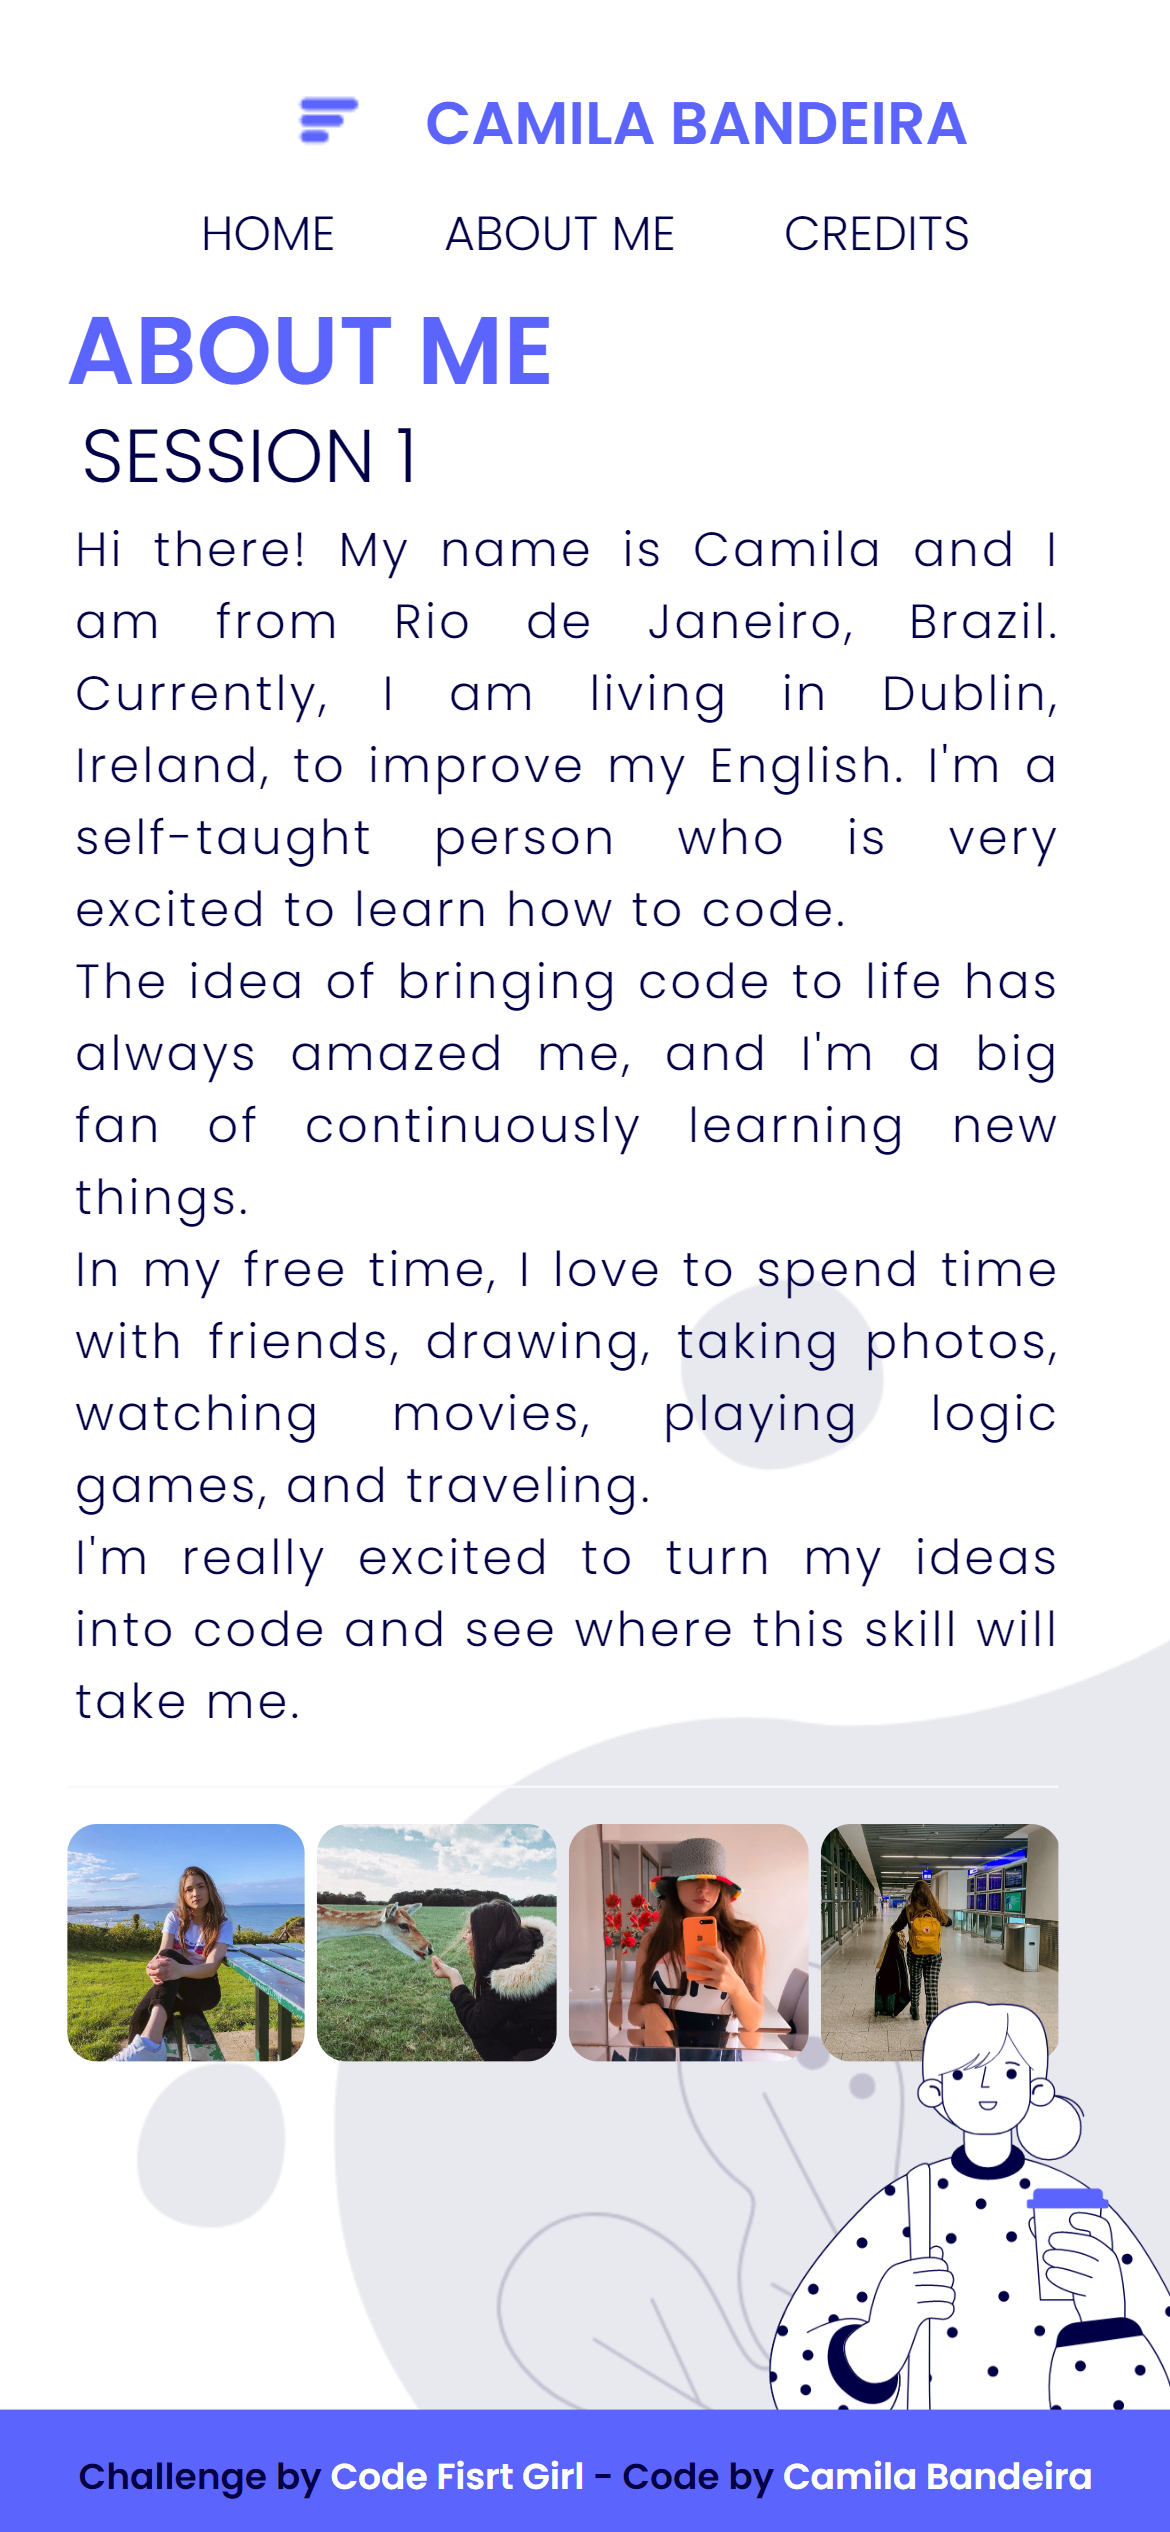 CAMILA BANDEIRA
HOME ABOUT ME CREDITS
ABOUT ME
SESSION 1
Hi there! My name is Camila and I
am from Rio de Janeiro, Brazil.
Currently, I am living in Dublin,
Ireland, to improve my English. I'm a
self-taught person who is very
excited to learn how to code.
The idea of bringing code to life has
always amazed me, and I'm a big
fan of continuously learning new
things.
In my free time, I love to spend time
with friends, drawing, taking photos,
watching movies, playing logic
games, and traveling.
I'm really excited to turn my ideas
into code and see where this skill will
take me.
Challenge by Code Fisrt Girl - Code by Camila Bandeira